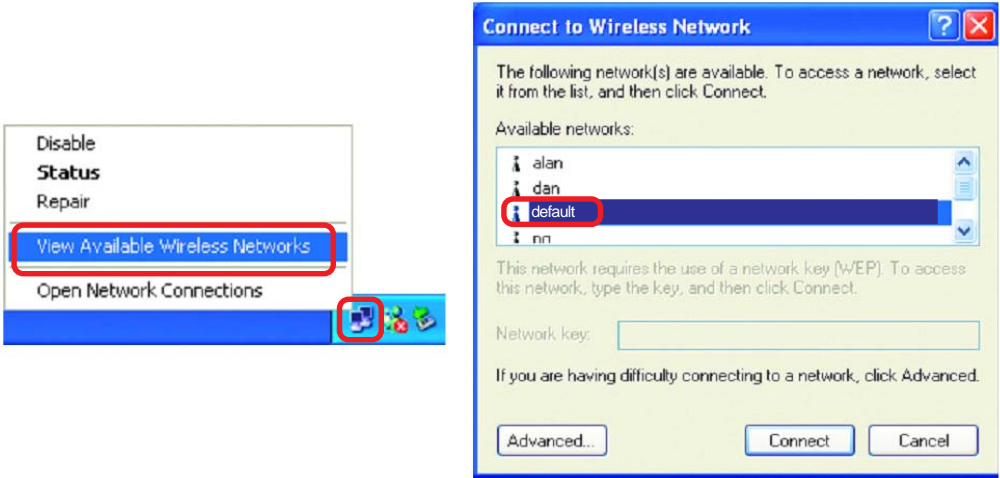 Disable
Status
Repair
View Available Wireless Networks
Open Network Connections
Connect to Wireless Network
The following network(s) are available. To access a network, select
it from the list, and then click Connect.
Available networks:
alan
dan
default
This network requires the use of a network key (WEP). To access
this network, type the key, and then click Connect.
Network key:
If you are having difficulty connecting to a network, click Advanced.
Advanced...
Connect
Cancel